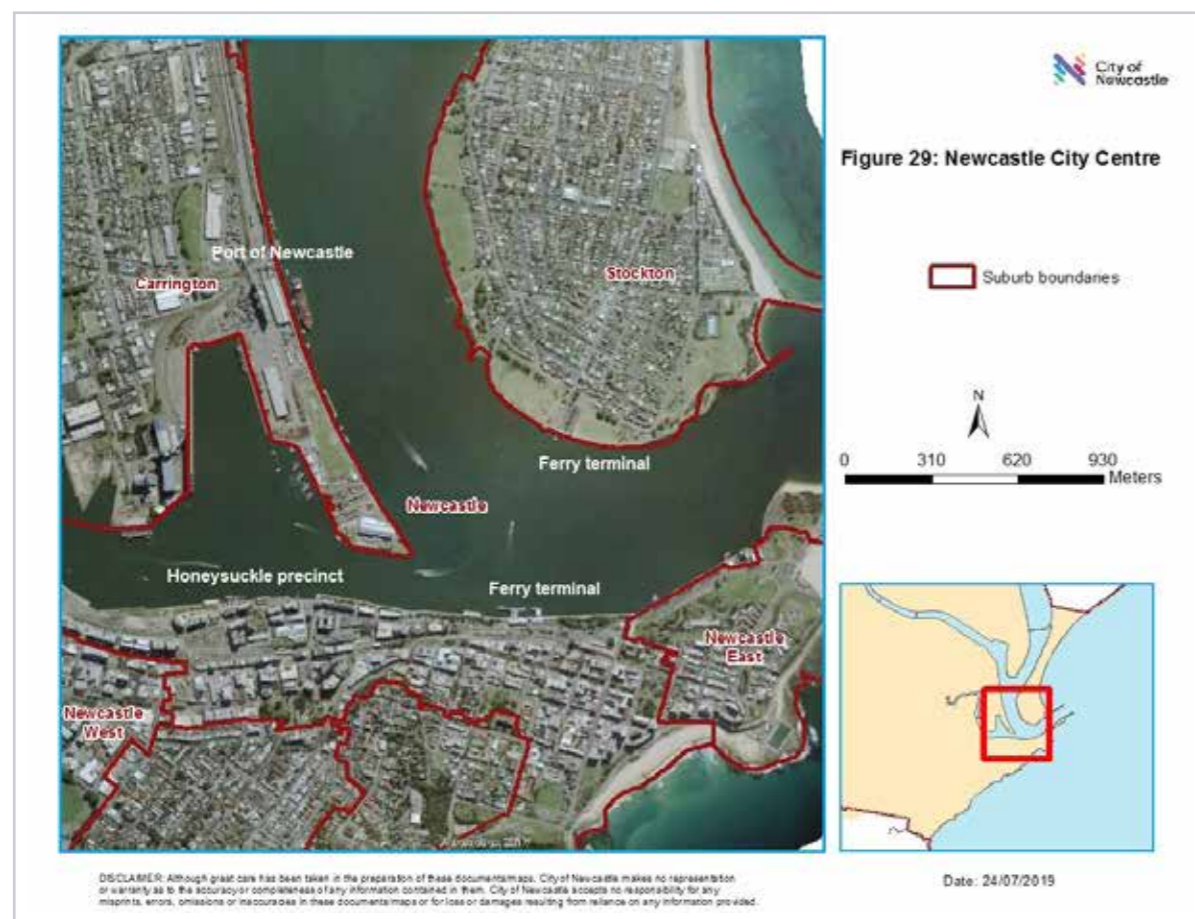 City of
Newcastle
Figure 29: Newcastle City Centre
Port of Newcastle
Carrington
Stockton
Suburb boundaries
N
0 310 620 930
Meters
Ferry terminal
Newcastle
Honeysuckle precinct
Ferry terminal
Newcastle
East
Newcastle
West
DISCLAIMER: Although great care has been taken in the preparation of these documents/maps, City of Newcastle makes no representation
or warranty as to the accuracy or completeness of any information contained in them. City of Newcastle accepts no responsibility for any
misprints, errors, omissions or inaccuracies in these documents/maps or for loss or damages resulting from reliance on any information provided.
Date: 24/07/2019